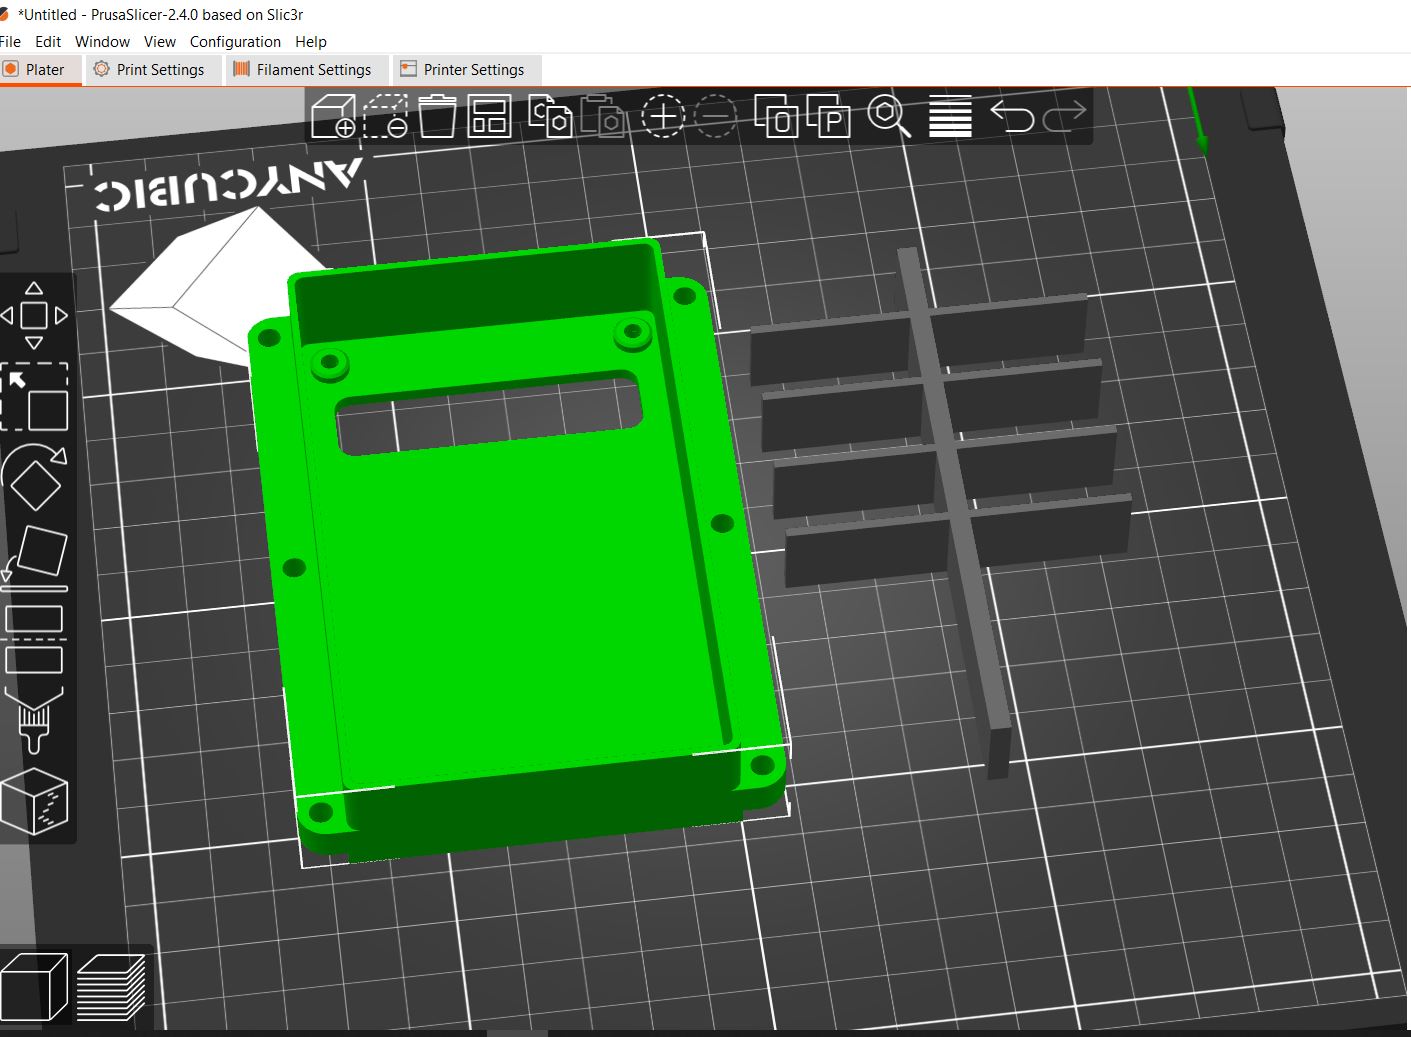 *Untitled - PrusaSlicer-2.4.0 based on Slic3r
File Edit Window View Configuration Help
Plater Print Settings Filament Settings Printer Settings
C O P
ANYCUBIC